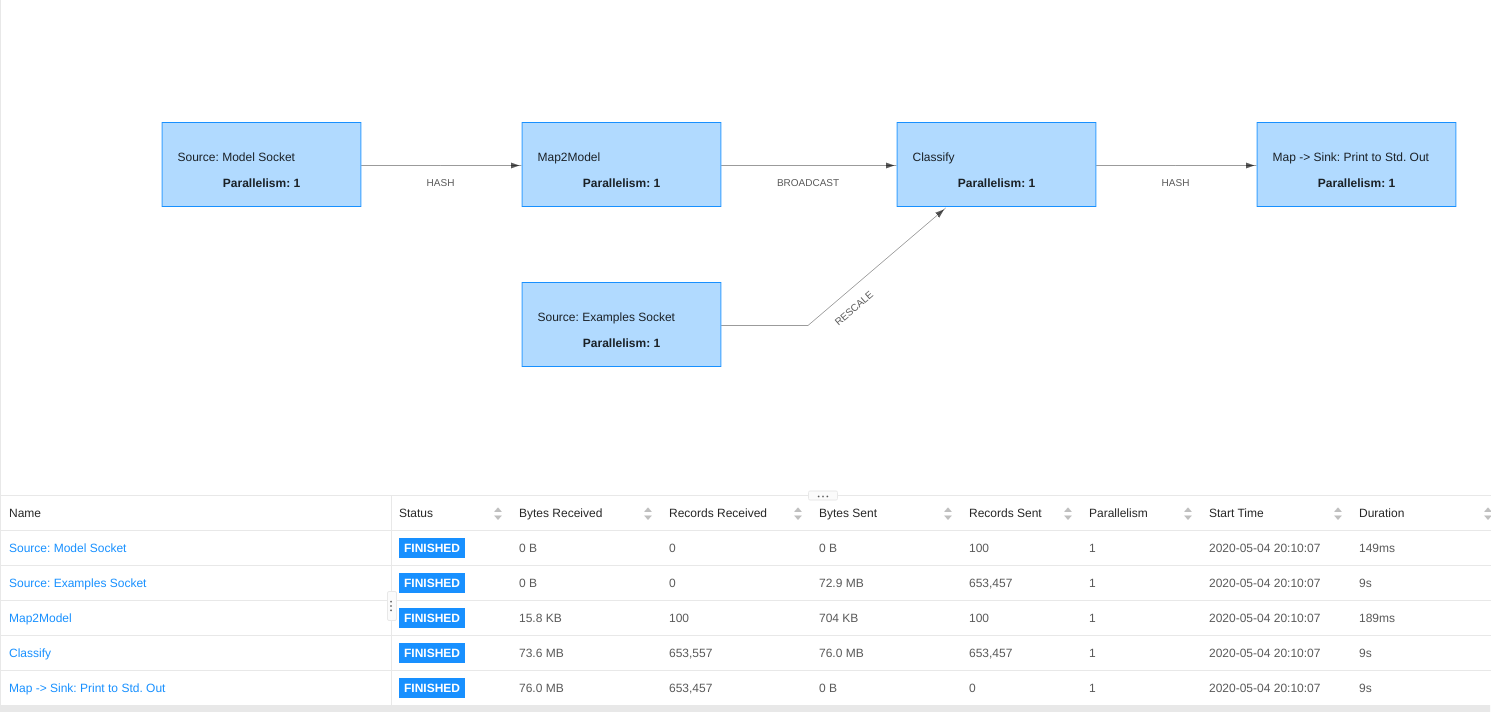 Source: Model Socket
Parallelism: 1
HASH
Map2Model
Parallelism: 1
BROADCAST
Classify
Parallelism: 1
HASH
Map -> Sink: Print to Std. Out
Parallelism: 1
Source: Examples Socket
Parallelism: 1
RESCALE
Name Status Bytes Received Records Received Bytes Sent Records Sent Parallelism Start Time Duration
Source: Model Socket FINISHED 0 B 0 0 B 100 1 2020-05-04 20:10:07 149ms
Source: Examples Socket FINISHED 0 B 0 72.9 MB 653,457 1 2020-05-04 20:10:07 9s
Map2Model FINISHED 15.8 KB 100 704 KB 100 1 2020-05-04 20:10:07 189ms
Classify FINISHED 73.6 MB 653,557 76.0 MB 653,457 1 2020-05-04 20:10:07 9s
Map -> Sink: Print to Std. Out FINISHED 76.0 MB 653,457 0 B 0 1 2020-05-04 20:10:07 9s